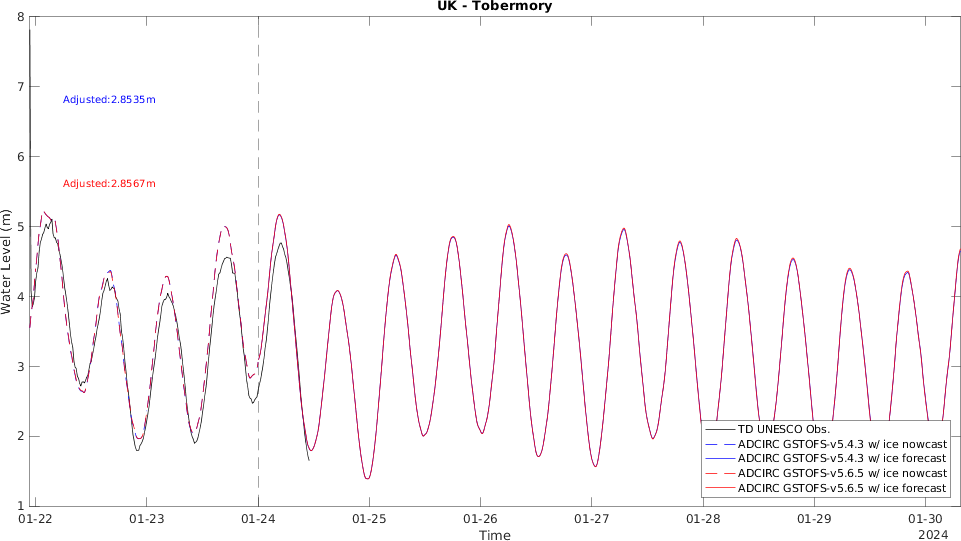 UK - Tobermory
8
7
6
5
4
3
2
1
Water Level (m)
Adjusted:2.8535m
Adjusted:2.8567m
TD UNESCO Obs.
ADCIRC GSTOFS-v5.4.3 w/ ice nowcast
ADCIRC GSTOFS-v5.4.3 w/ ice forecast
ADCIRC GSTOFS-v5.6.5 w/ ice nowcast
ADCIRC GSTOFS-v5.6.5 w/ ice forecast
01-22 01-23 01-24 01-25 01-26 01-27 01-28 01-29 01-30
Time
2024